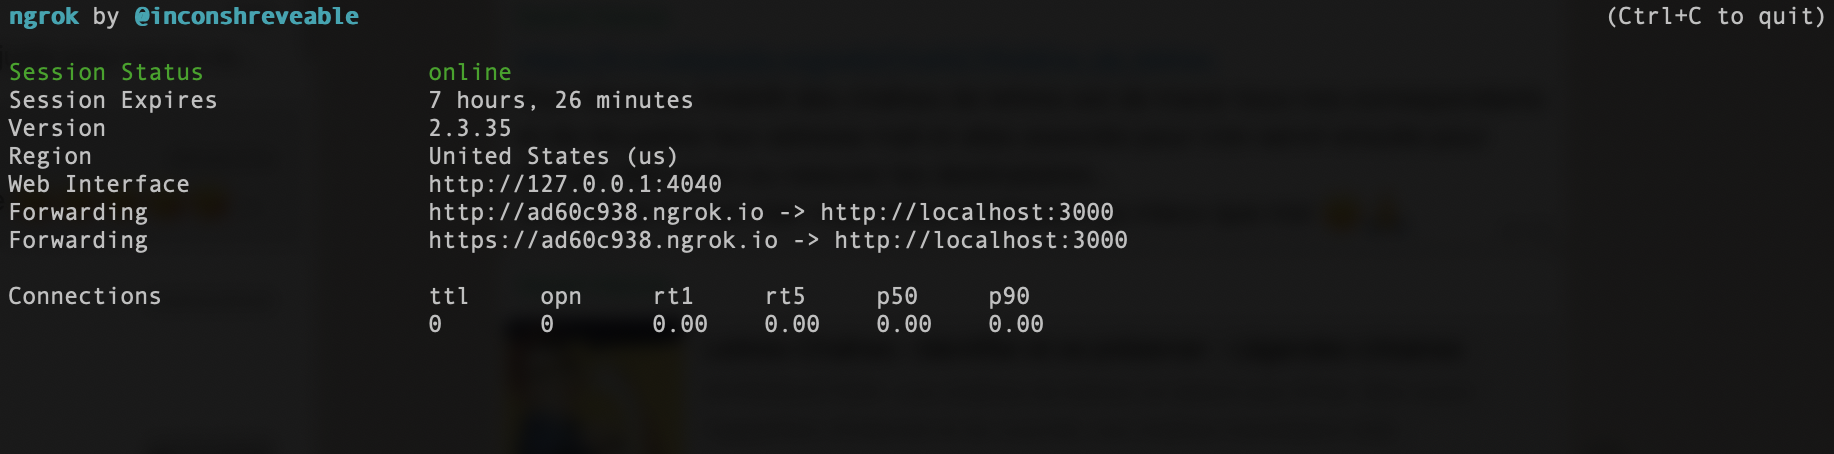 ngrok by @inconshreveable (Ctrl+C to quit)
Session Status online
Session Expires 7 hours, 26 minutes
Version 2.3.35
Region United States (us)
Web Interface http://127.0.0.1:4040
Forwarding http://ad60c938.ngrok.io -> http://localhost:3000
Forwarding https://ad60c938.ngrok.io -> http://localhost:3000
Connections ttl opn rt1 rt5 p50 p90
0 0 0.00 0.00 0.00 0.00